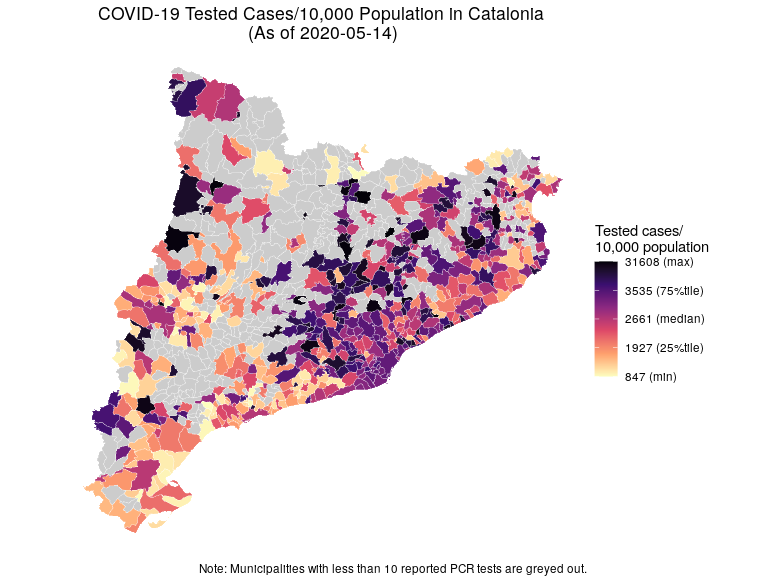 COVID-19 Tested Cases/10,000 Population in Catalonia
(As of 2020-05-14)
Tested cases/
10,000 population
31608 (max)
3535 (75%tile)
2661 (median)
1927 (25%tile)
847 (min)
Note: Municipalities with less than 10 reported PCR tests are greyed out.